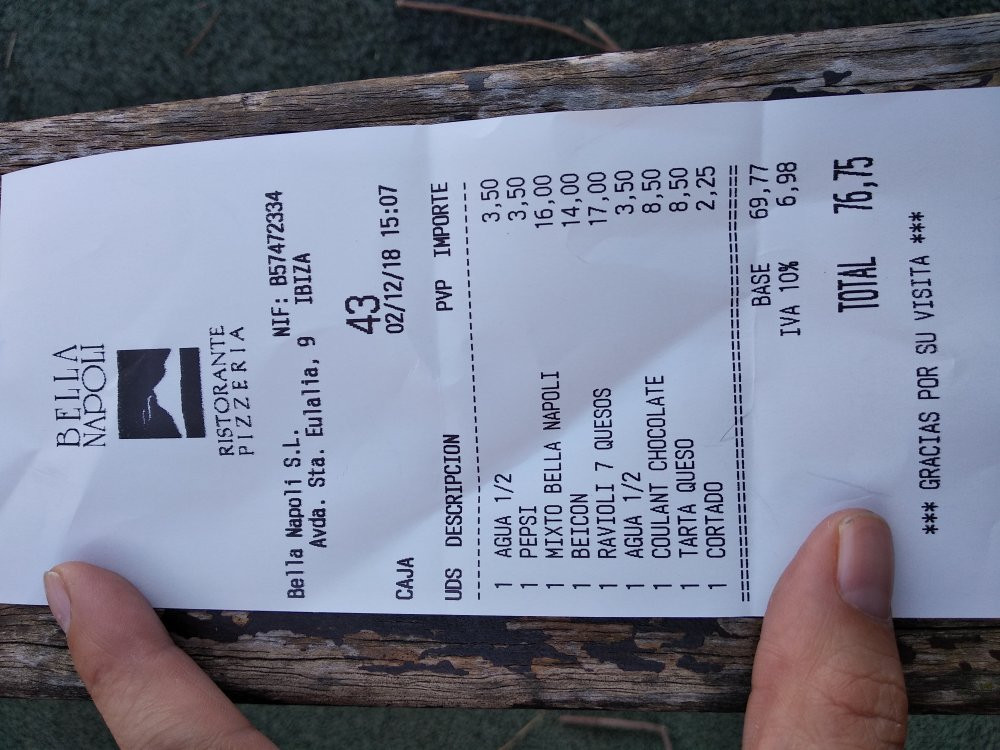 BELLA
NAPOLI
RISTORANTE
PIZZERIA
Bella Napoli S.L. NIF: B57472334
Avda. Sta. Eulalia, 9 IBIZA
43
CAJA 02/12/18 15:07
UDS DESCRIPCION PVP IMPORTE
1 AGUA 1/2 3,50
1 PEPSI 3,50
1 MIXTO BELLA NAPOLI 16,00
1 BEICON 14,00
1 RAVIOLI 7 QUESOS 17,00
1 AGUA 1/2 3,50
1 COULANT CHOCOLATE 8,50
1 TARTA QUESO 8,50
1 CORTADO 2,25
BASE 69,77
IVA 10% 6,98
TOTAL 76,75
*** GRACIAS POR SU VISITA ***